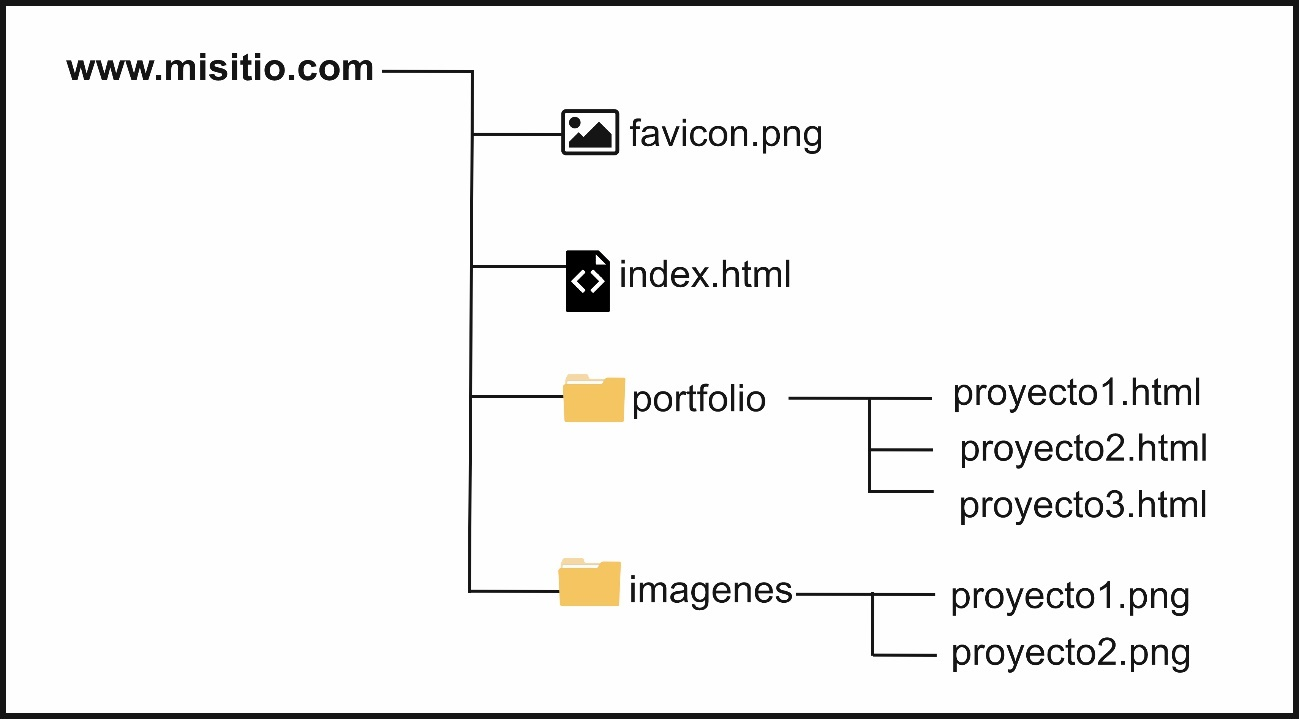 www.misitio.com
favicon.png
index.html
portfolio
proyecto1.html
proyecto2.html
proyecto3.html
imagenes
proyecto1.png
proyecto2.png